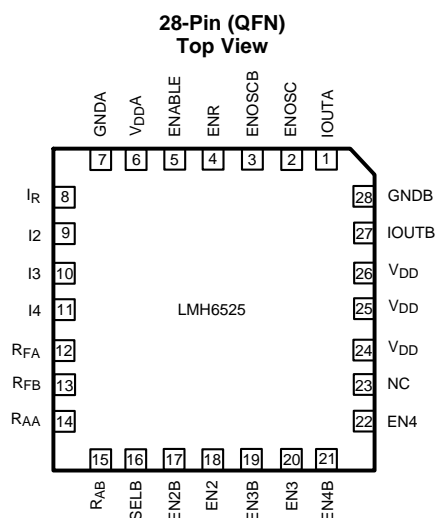 28-Pin (QFN)
Top View
GNDA
VDDA
ENABLE
ENR
ENOSCB
ENOSC
IOUTA
7
6
5
4
3
2
1
IR 8
I2 9
I3 10
I4 11
RFA 12
RFB 13
RAA 14
LMH6525
28 GNDB
27 IOUTB
26 VDD
25 VDD
24 VDD
23 NC
22 EN4
15
16
17
18
19
20
21
RAB
SELB
EN2B
EN2
EN3B
EN3
EN4B